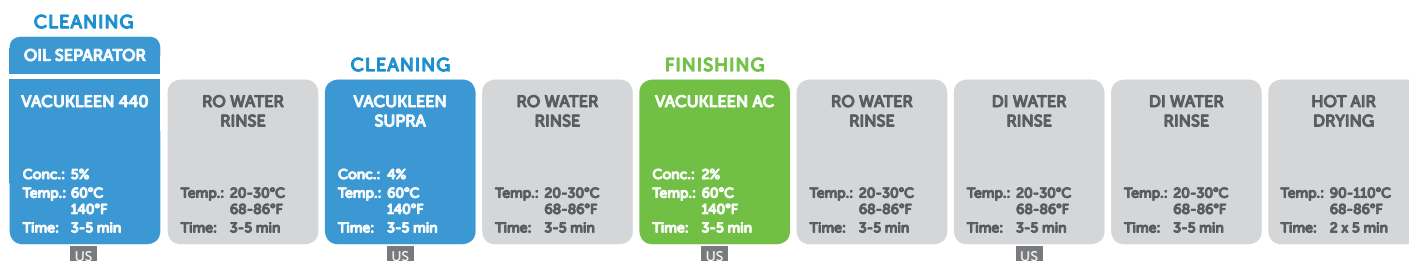 CLEANING
OIL SEPARATOR
VACUKLEEN 440
Conc.: 5%
Temp.: 60°C
140°F
Time: 3-5 min
US
RO WATER
RINSE
Temp.: 20-30°C
68-86°F
Time: 3-5 min
CLEANING
VACUKLEEN
SUPRA
Conc.: 4%
Temp.: 60°C
140°F
Time: 3-5 min
US
RO WATER
RINSE
Temp.: 20-30°C
68-86°F
Time: 3-5 min
FINISHING
VACUKLEEN AC
Conc.: 2%
Temp.: 60°C
140°F
Time: 3-5 min
US
RO WATER
RINSE
Temp.: 20-30°C
68-86°F
Time: 3-5 min
DI WATER
RINSE
Temp.: 20-30°C
68-86°F
Time: 3-5 min
US
DI WATER
RINSE
Temp.: 20-30°C
68-86°F
Time: 3-5 min
HOT AIR
DRYING
Temp.: 90-110°C
68-86°F
Time: 2 x 5 min